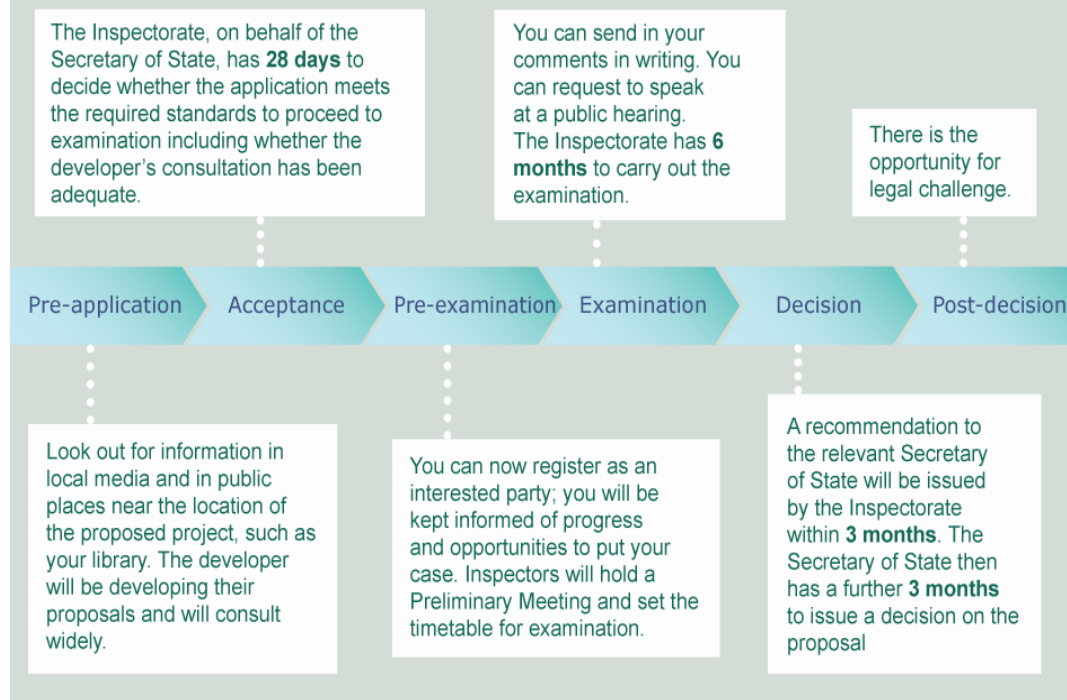 The Inspectorate, on behalf of the
Secretary of State, has 28 days to
decide whether the application meets
the required standards to proceed to
examination including whether the
developer's consultation has been
adequate.
You can send in your
comments in writing. You
can request to speak
at a public hearing.
The Inspectorate has 6
months to carry out the
examination.
There is the
opportunity for
legal challenge.
Pre-application
Acceptance
Pre-examination
Examination
Decision
Post-decision
Look out for information in
local media and in public
places near the location of
the proposed project, such as
your library. The developer
will be developing their
proposals and will consult
widely.
You can now register as an
interested party; you will be
kept informed of progress
and opportunities to put your
case. Inspectors will hold a
Preliminary Meeting and set the
timetable for examination.
A recommendation to
the relevant Secretary
of State will be issued
by the Inspectorate
within 3 months. The
Secretary of State then
has a further 3 months
to issue a decision on the
proposal